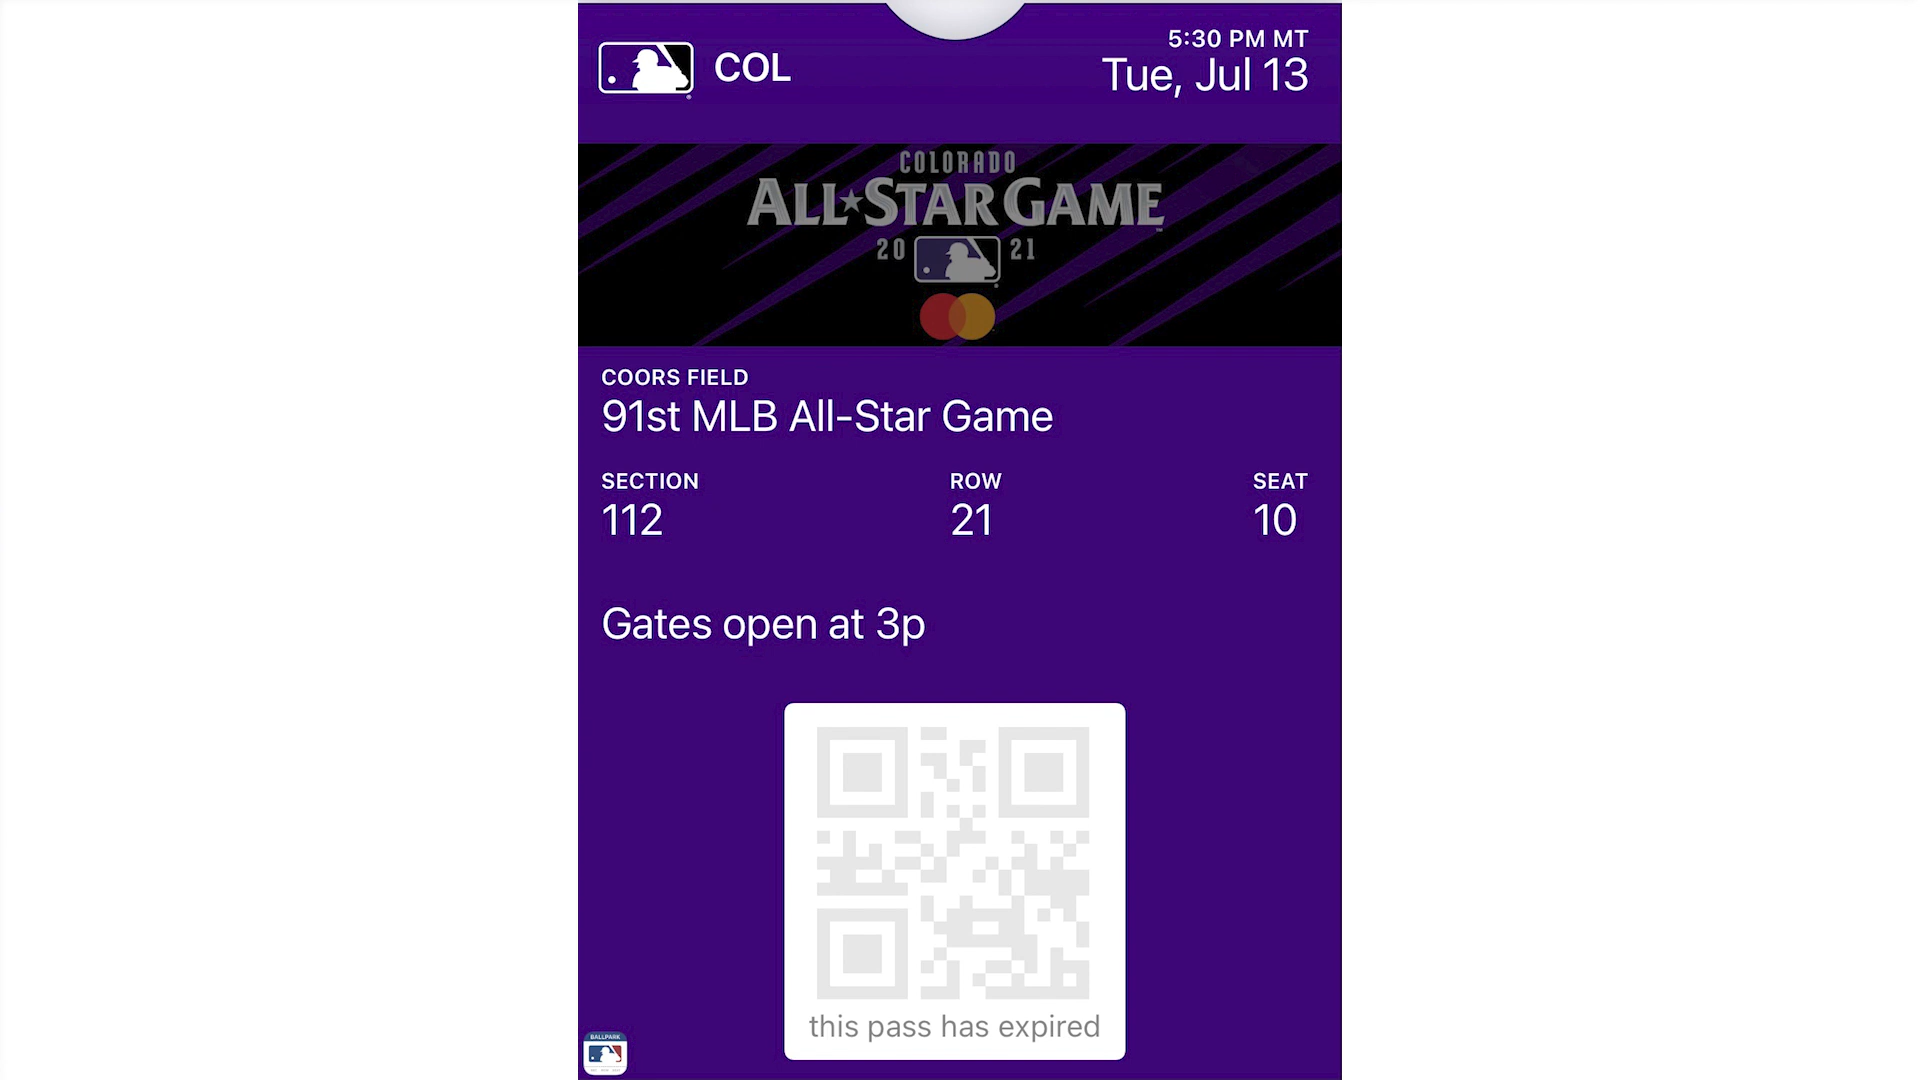 COL
5:30 PM MT
Tue, Jul 13
COLORADO
ALL★STAR GAME
20 21
COORS FIELD
91st MLB All-Star Game
SECTION ROW SEAT
112 21 10
Gates open at 3p
this pass has expired
BALLPARK